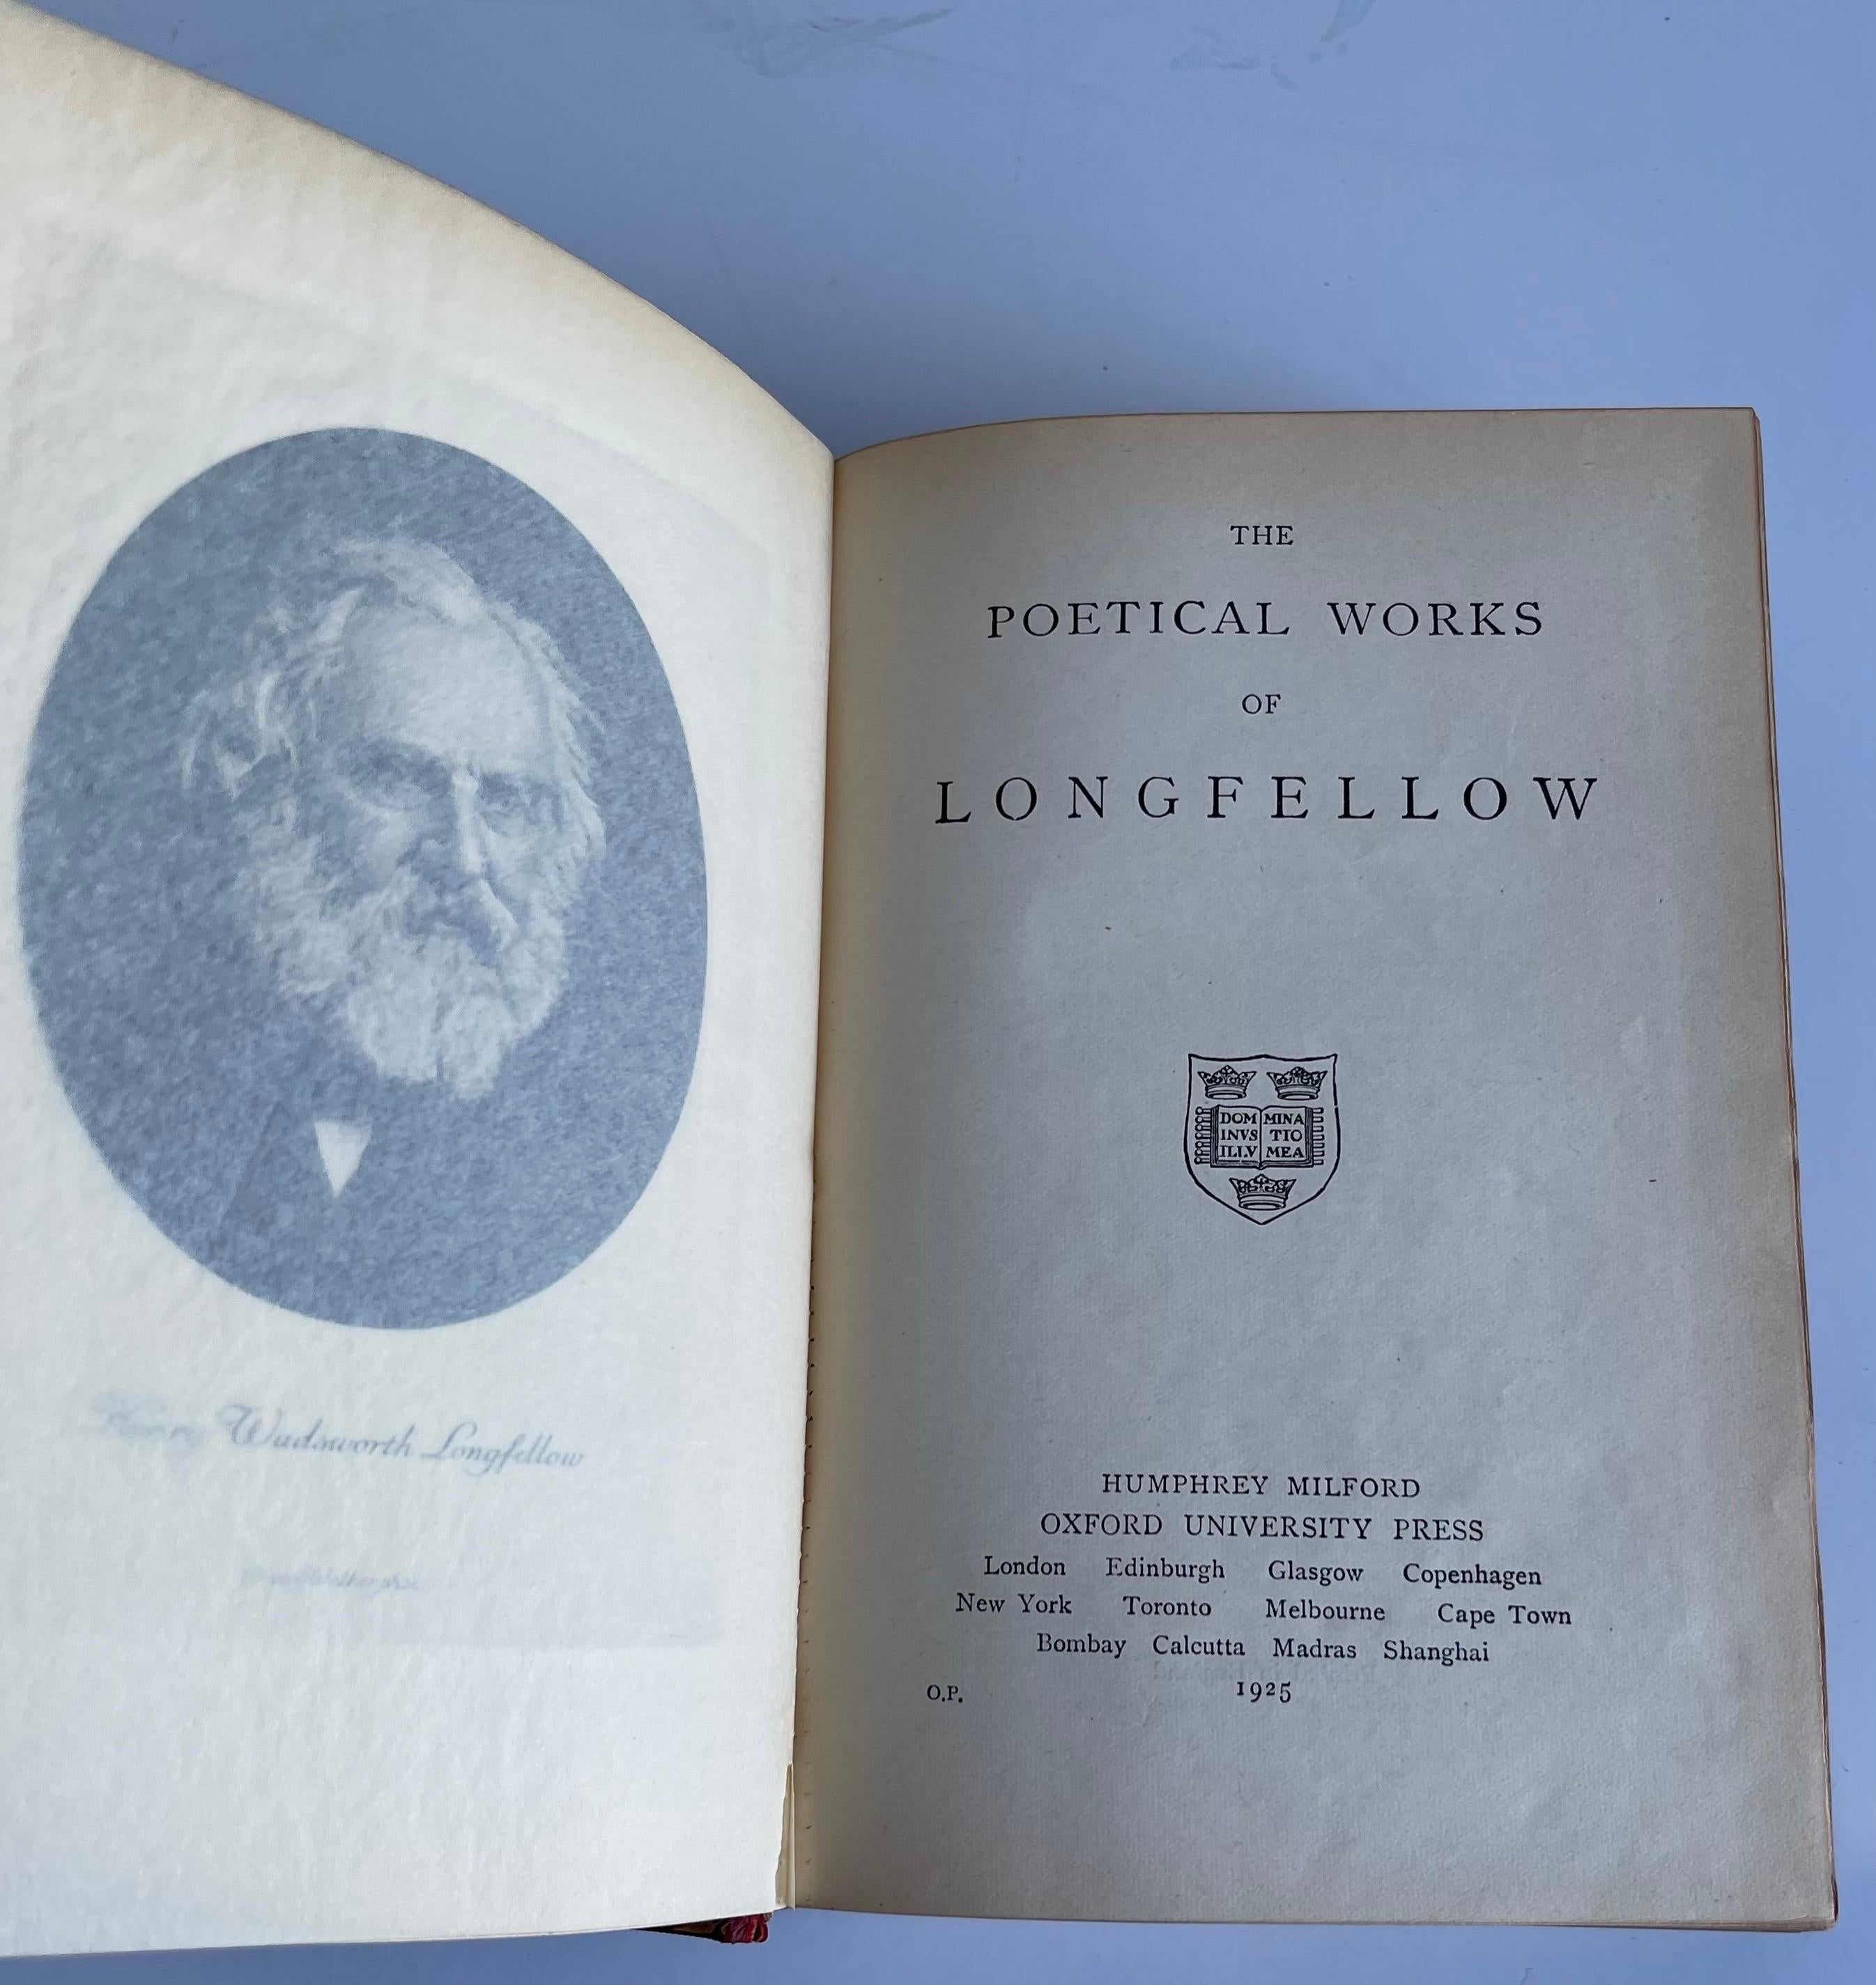 Henry Wadsworth Longfellow
THE
POETICAL WORKS
OF
LONGFELLOW
DOM MINA
INVS TIO
ILLV MEA
HUMPHREY MILFORD
OXFORD UNIVERSITY PRESS
London Edinburgh Glasgow Copenhagen
New York Toronto Melbourne Cape Town
Bombay Calcutta Madras Shanghai
O.P. 1925